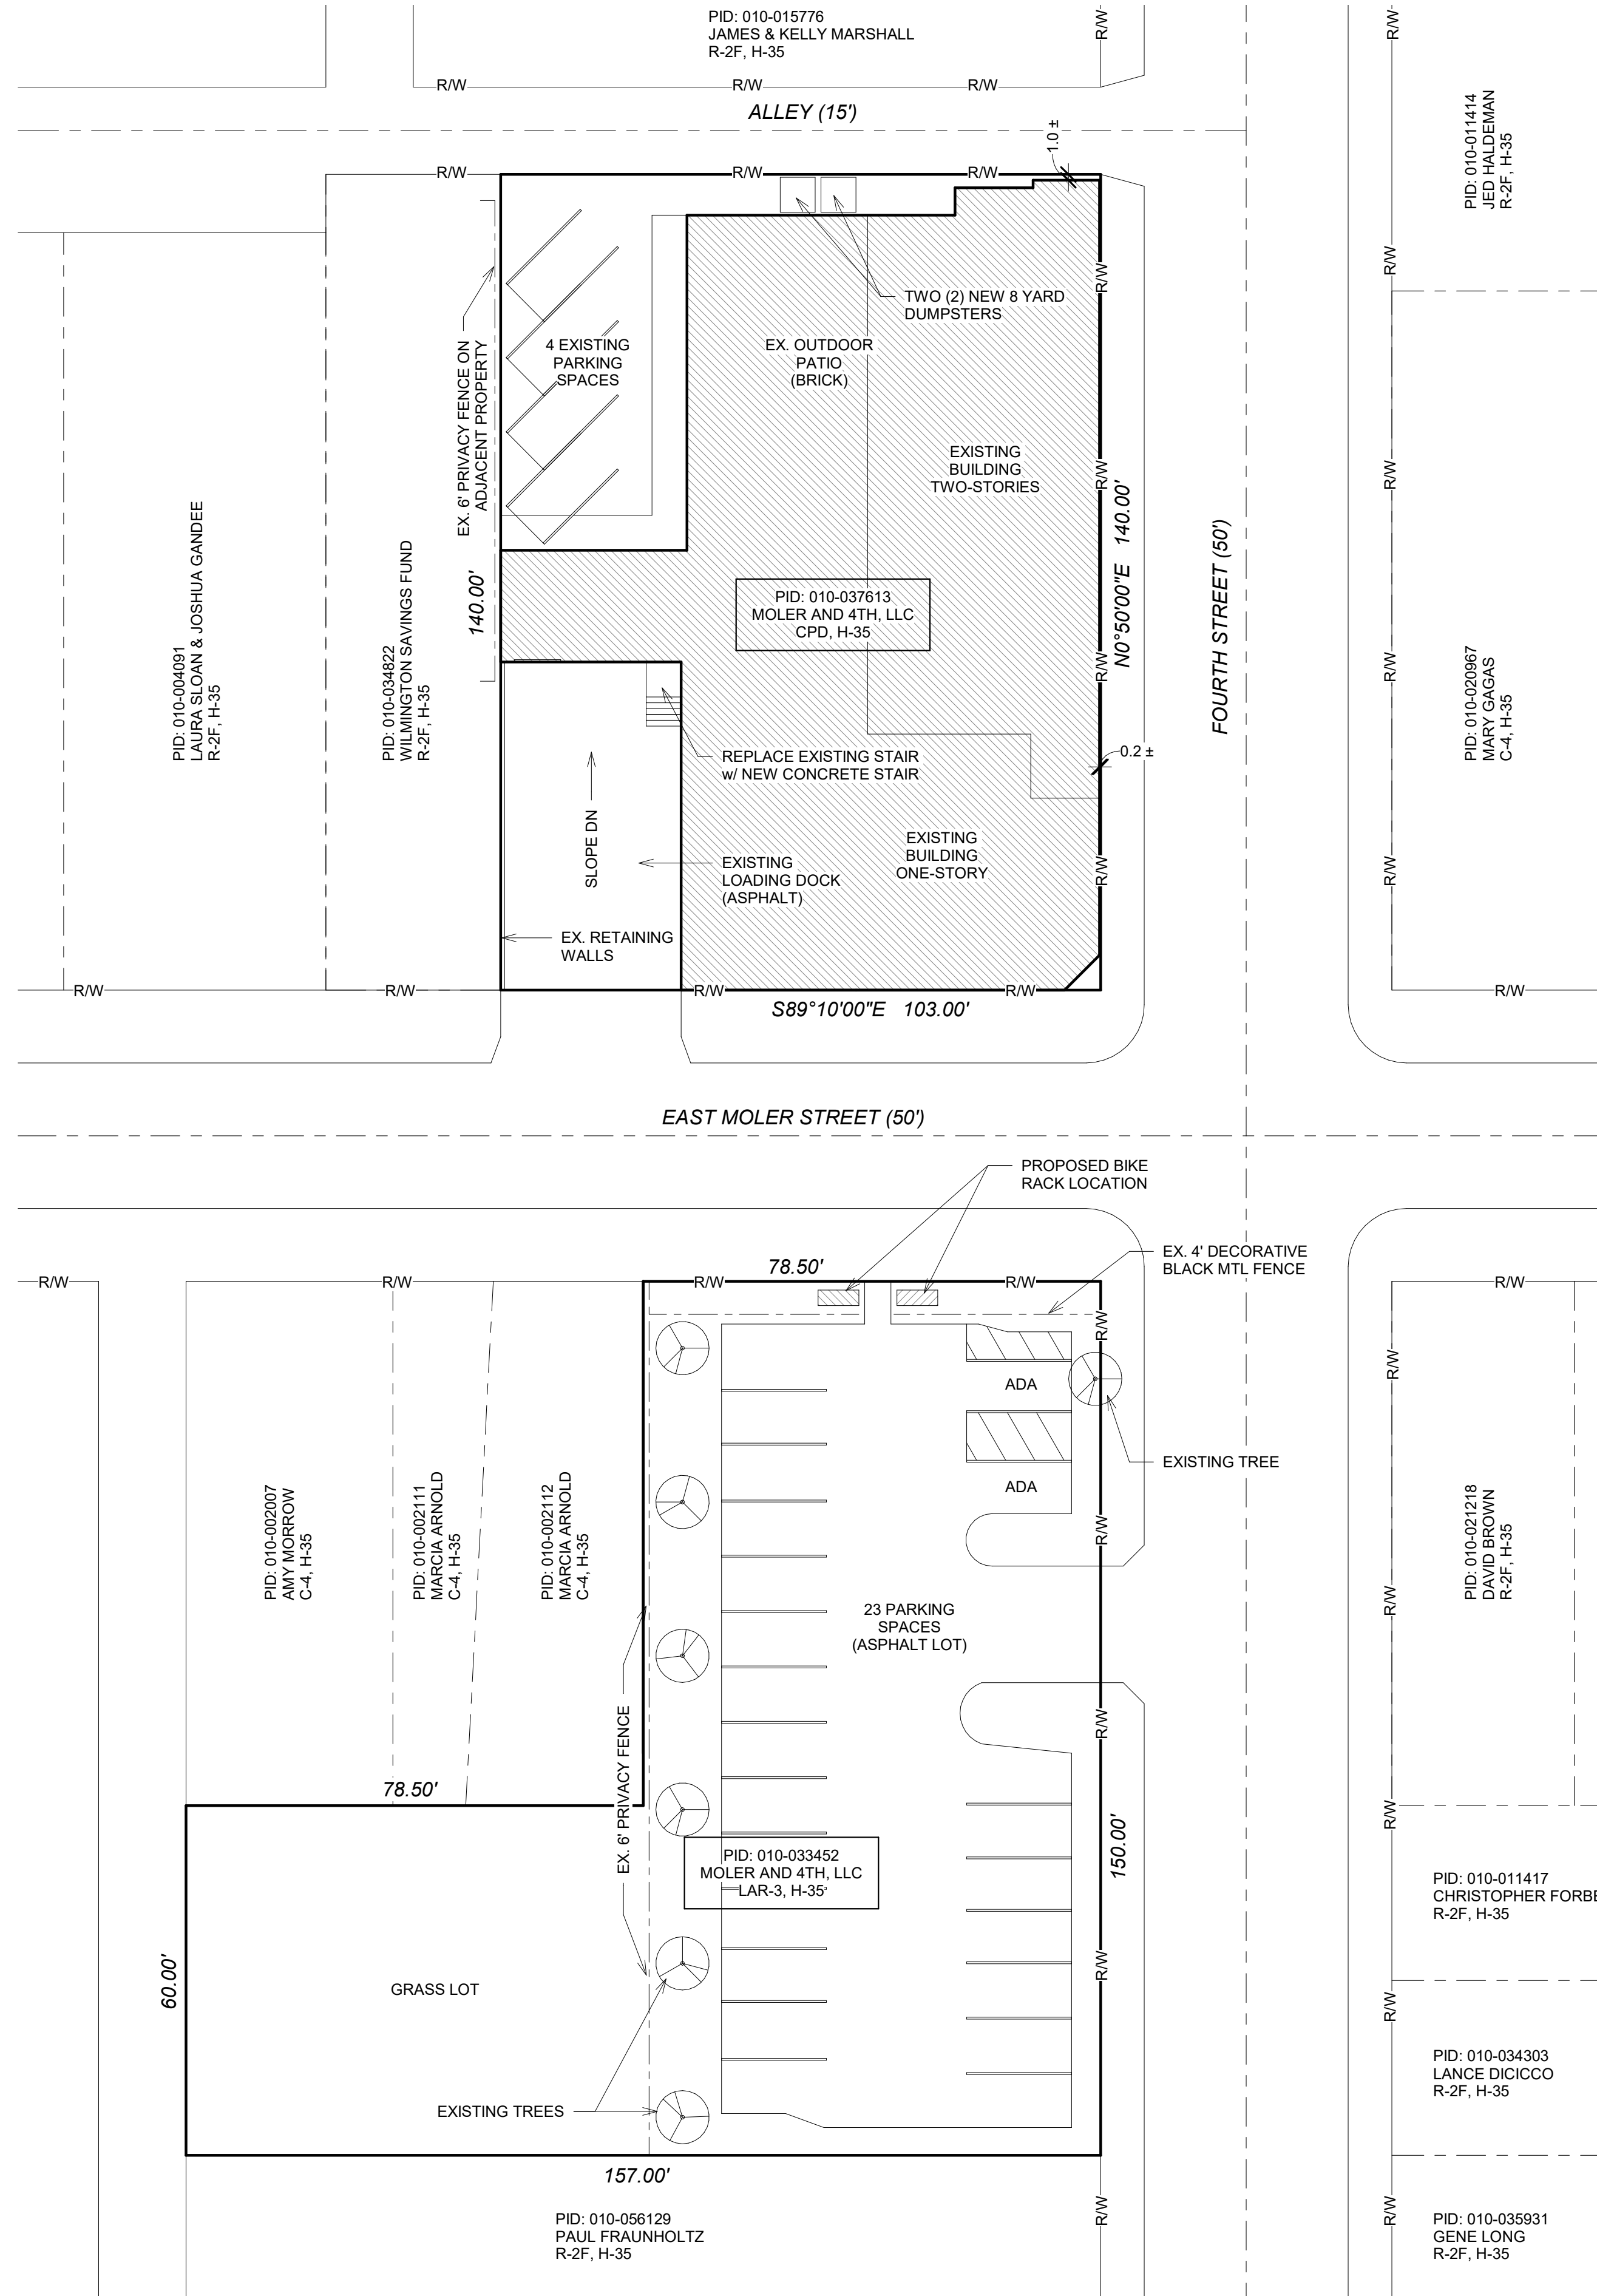 PID: 010-015776
JAMES & KELLY MARSHALL
R-2F, H-35
R/W
R/W
R/W
R/W
R/W
ALLEY (15')
1.0 ±
PID: 010-011414
JED HALDEMAN
R-2F, H-35
R/W
R/W
R/W
R/W
R/W
TWO (2) NEW 8 YARD
DUMPSTERS
4 EXISTING
PARKING
SPACES
EX. OUTDOOR
PATIO
(BRICK)
EX. 6' PRIVACY FENCE ON
ADJACENT PROPERTY
EXISTING
BUILDING
TWO-STORIES
R/W
R/W
N0°50'00"E 140.00'
FOURTH STREET (50')
PID: 010-004091
LAURA SLOAN & JOSHUA GANDEE
R-2F, H-35
PID: 010-034822
WILMINGTON SAVINGS FUND
R-2F, H-35
140.00'
PID: 010-037613
MOLER AND 4TH, LLC
CPD, H-35
R/W
R/W
PID: 010-020967
MARY GAGAS
C-4, H-35
REPLACE EXISTING STAIR
w/ NEW CONCRETE STAIR
0.2 ±
SLOPE DN
EXISTING
LOADING DOCK
(ASPHALT)
EXISTING
BUILDING
ONE-STORY
R/W
R/W
EX. RETAINING
WALLS
R/W
R/W
R/W
R/W
R/W
S89°10'00"E 103.00'
EAST MOLER STREET (50')
PROPOSED BIKE
RACK LOCATION
EX. 4' DECORATIVE
BLACK MTL FENCE
78.50'
R/W
R/W
R/W
R/W
R/W
R/W
R/W
ADA
EXISTING TREE
ADA
PID: 010-002007
AMY MORROW
C-4, H-35
PID: 010-002111
MARCIA ARNOLD
C-4, H-35
PID: 010-002112
MARCIA ARNOLD
C-4, H-35
R/W
PID: 010-021218
DAVID BROWN
R-2F, H-35
R/W
23 PARKING
SPACES
(ASPHALT LOT)
R/W
EX. 6' PRIVACY FENCE
78.50'
R/W
150.00'
PID: 010-033452
MOLER AND 4TH, LLC
LAR-3, H-35
PID: 010-011417
CHRISTOPHER FORBE
R-2F, H-35
60.00'
GRASS LOT
R/W
R/W
PID: 010-034303
LANCE DICICCO
R-2F, H-35
EXISTING TREES
157.00'
R/W
R/W
PID: 010-056129
PAUL FRAUNHOLTZ
R-2F, H-35
PID: 010-035931
GENE LONG
R-2F, H-35